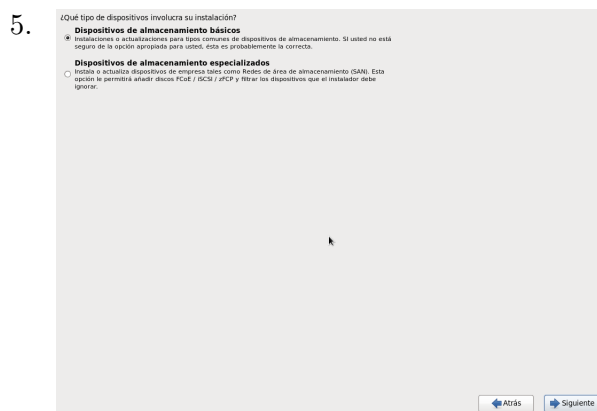 5.
¿Qué tipo de dispositivos involucra su instalación?
Dispositivos de almacenamiento básicos
Instalaciones o actualizaciones para tipos comunes de dispositivos de almacenamiento. SI usted no está
seguro de la opción apropiada para usted, ésta es probablemente la correcta.
Dispositivos de almacenamiento especializados
Instala o actualiza dispositivos de empresa tales como Redes de área de almacenamiento (SAN). Esta
opción le permitirá añadir discos FCoE / iSCSI / zFCP y filtrar los dispositivos que el instalador debe
ignorar.
Atrás
Siguiente